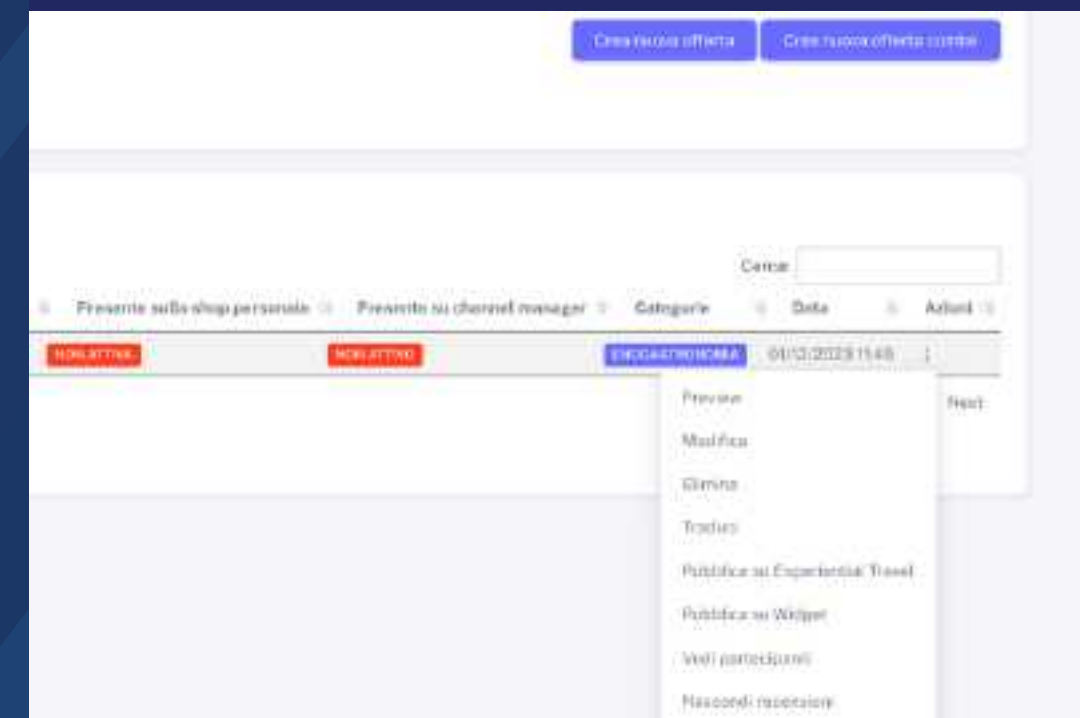 Crea nuova offerta Crea nuova offerta combo
Cerca:
Presente sullo shop personale Presente su channel manager Categorie Data Azioni
NON ATTIVA NON ATTIVO ENOGASTRONOMIA 01/12/2023 11:48
Next
Preview
Modifica
Elimina
Traduci
Pubblica su Experiential Travel
Pubblica su Widget
Vedi partecipanti
Nascondi recensioni